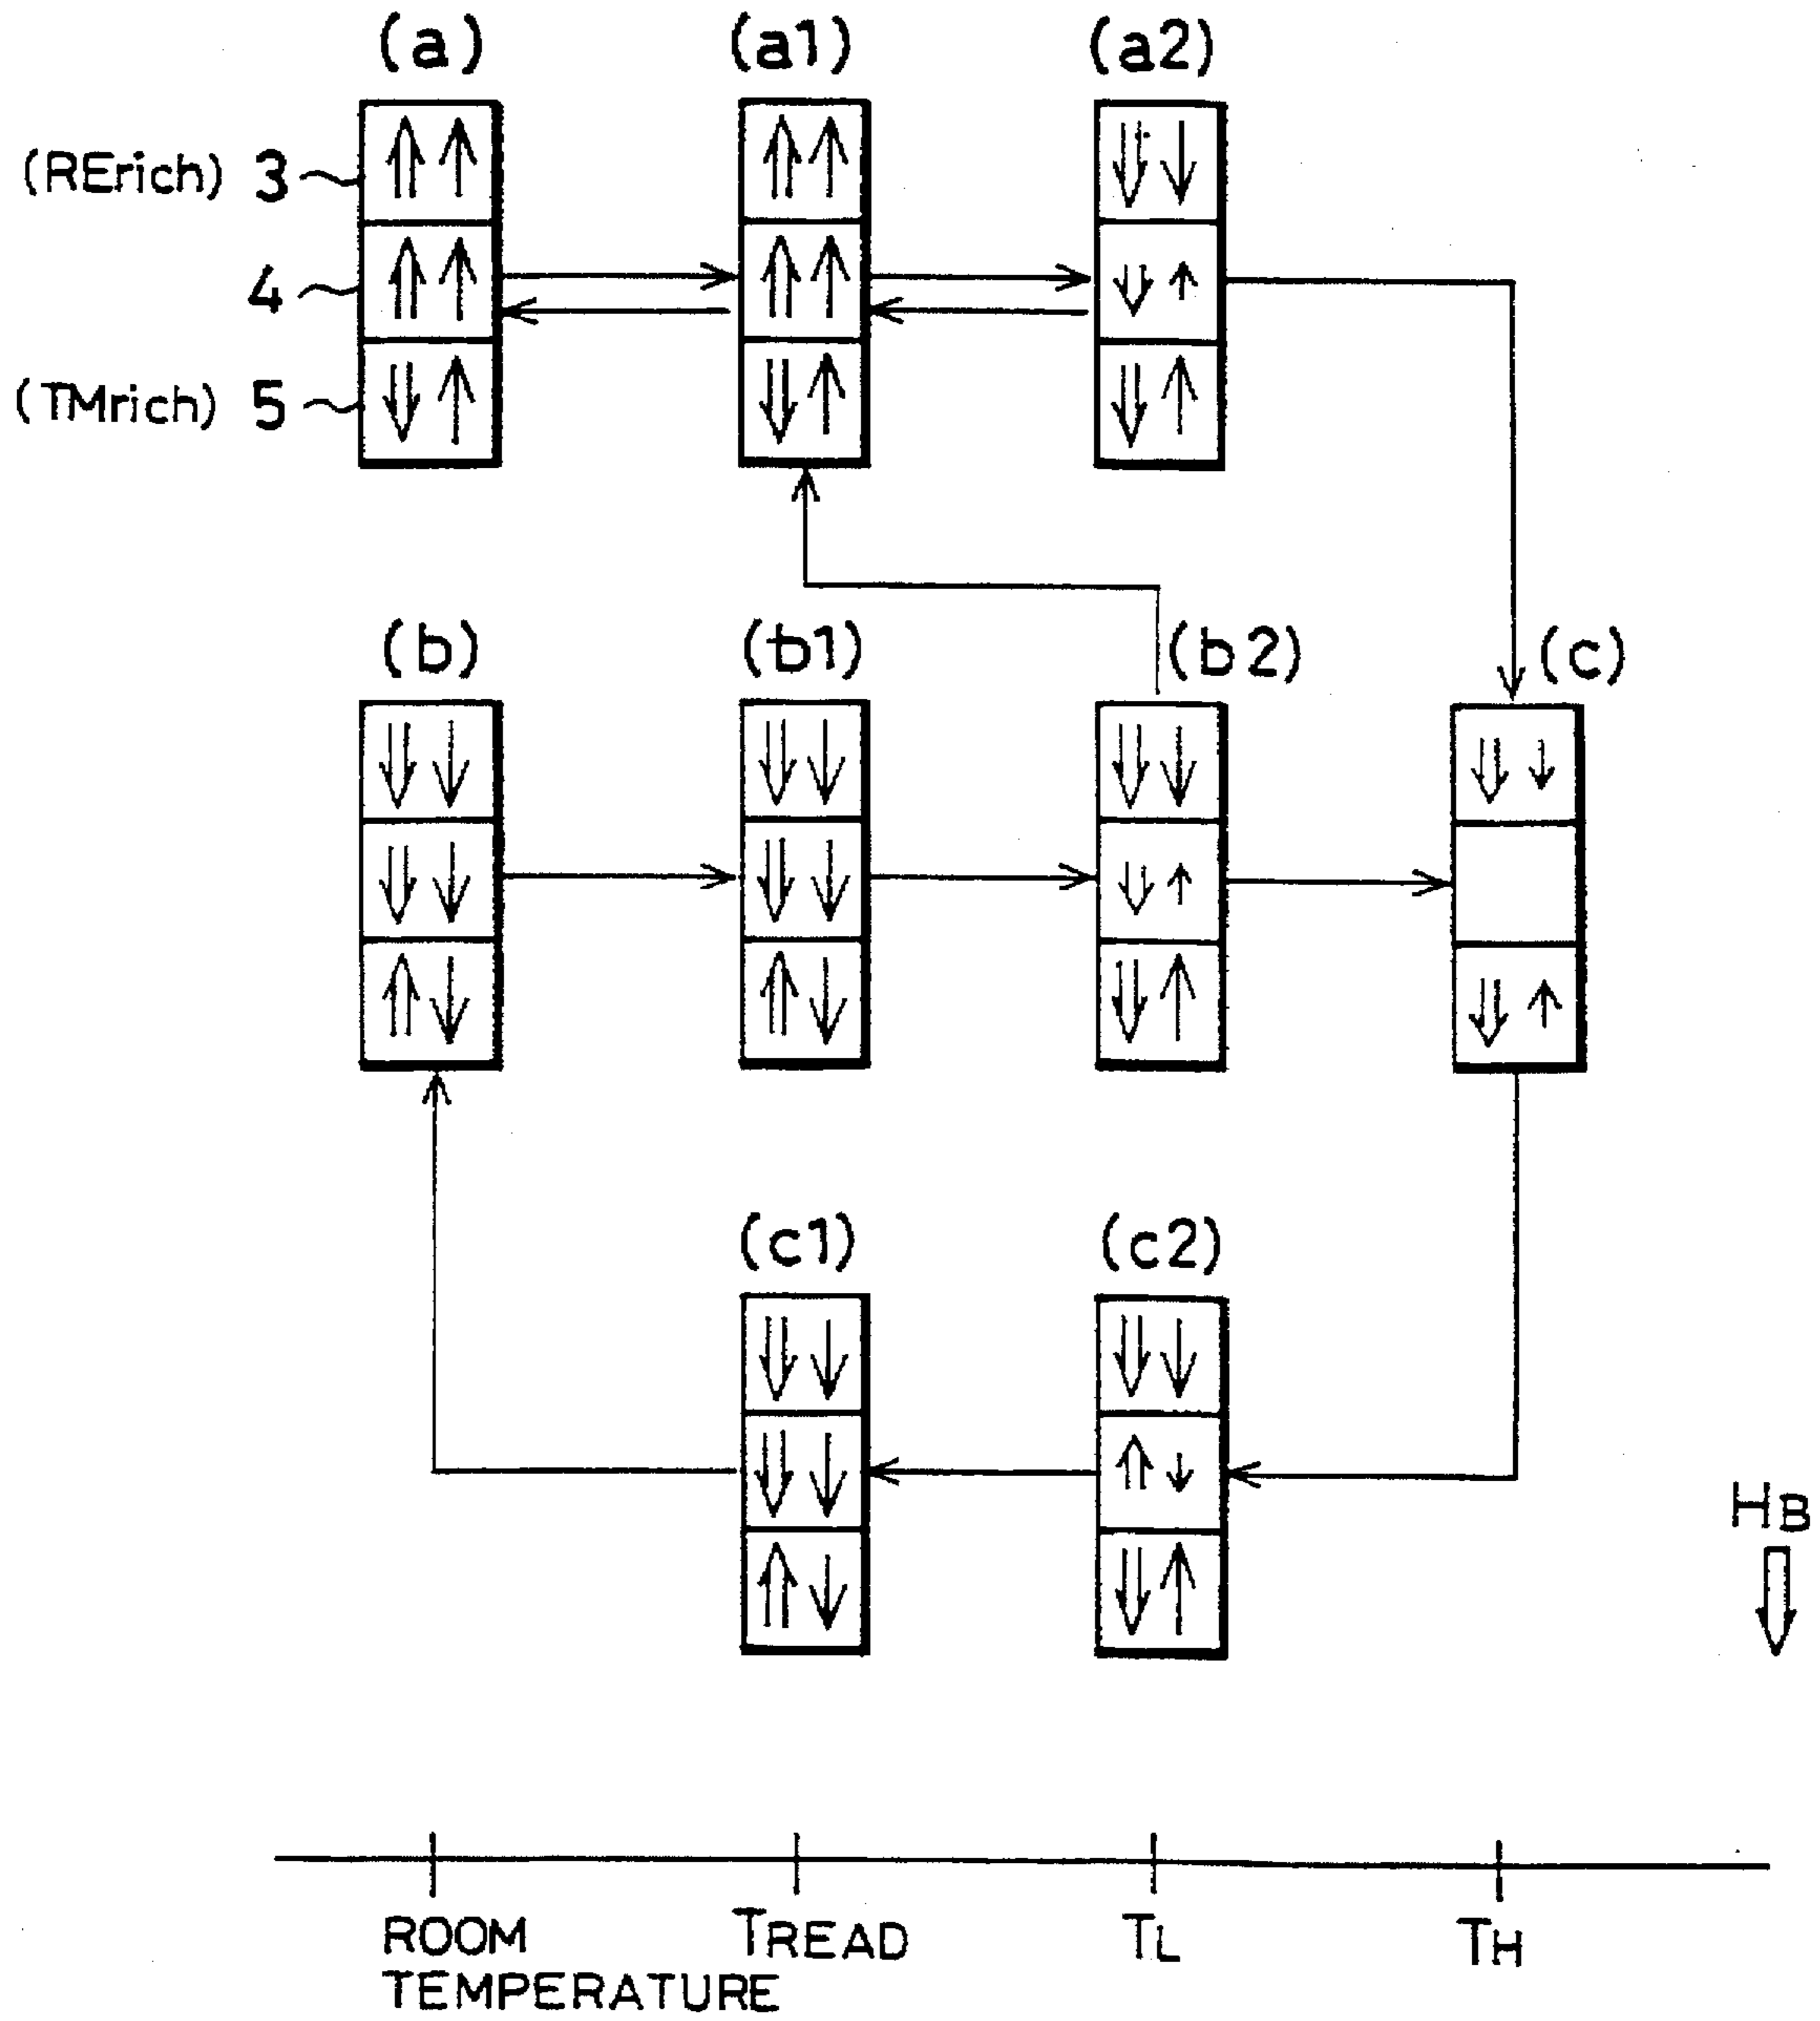 (a) (a1) (a2)
(RErich) 3
4
(TMrich) 5
(b) (b1) (b2) (c)
(c1) (c2)
HB
ROOM TEMPERATURE TREAD TL TH